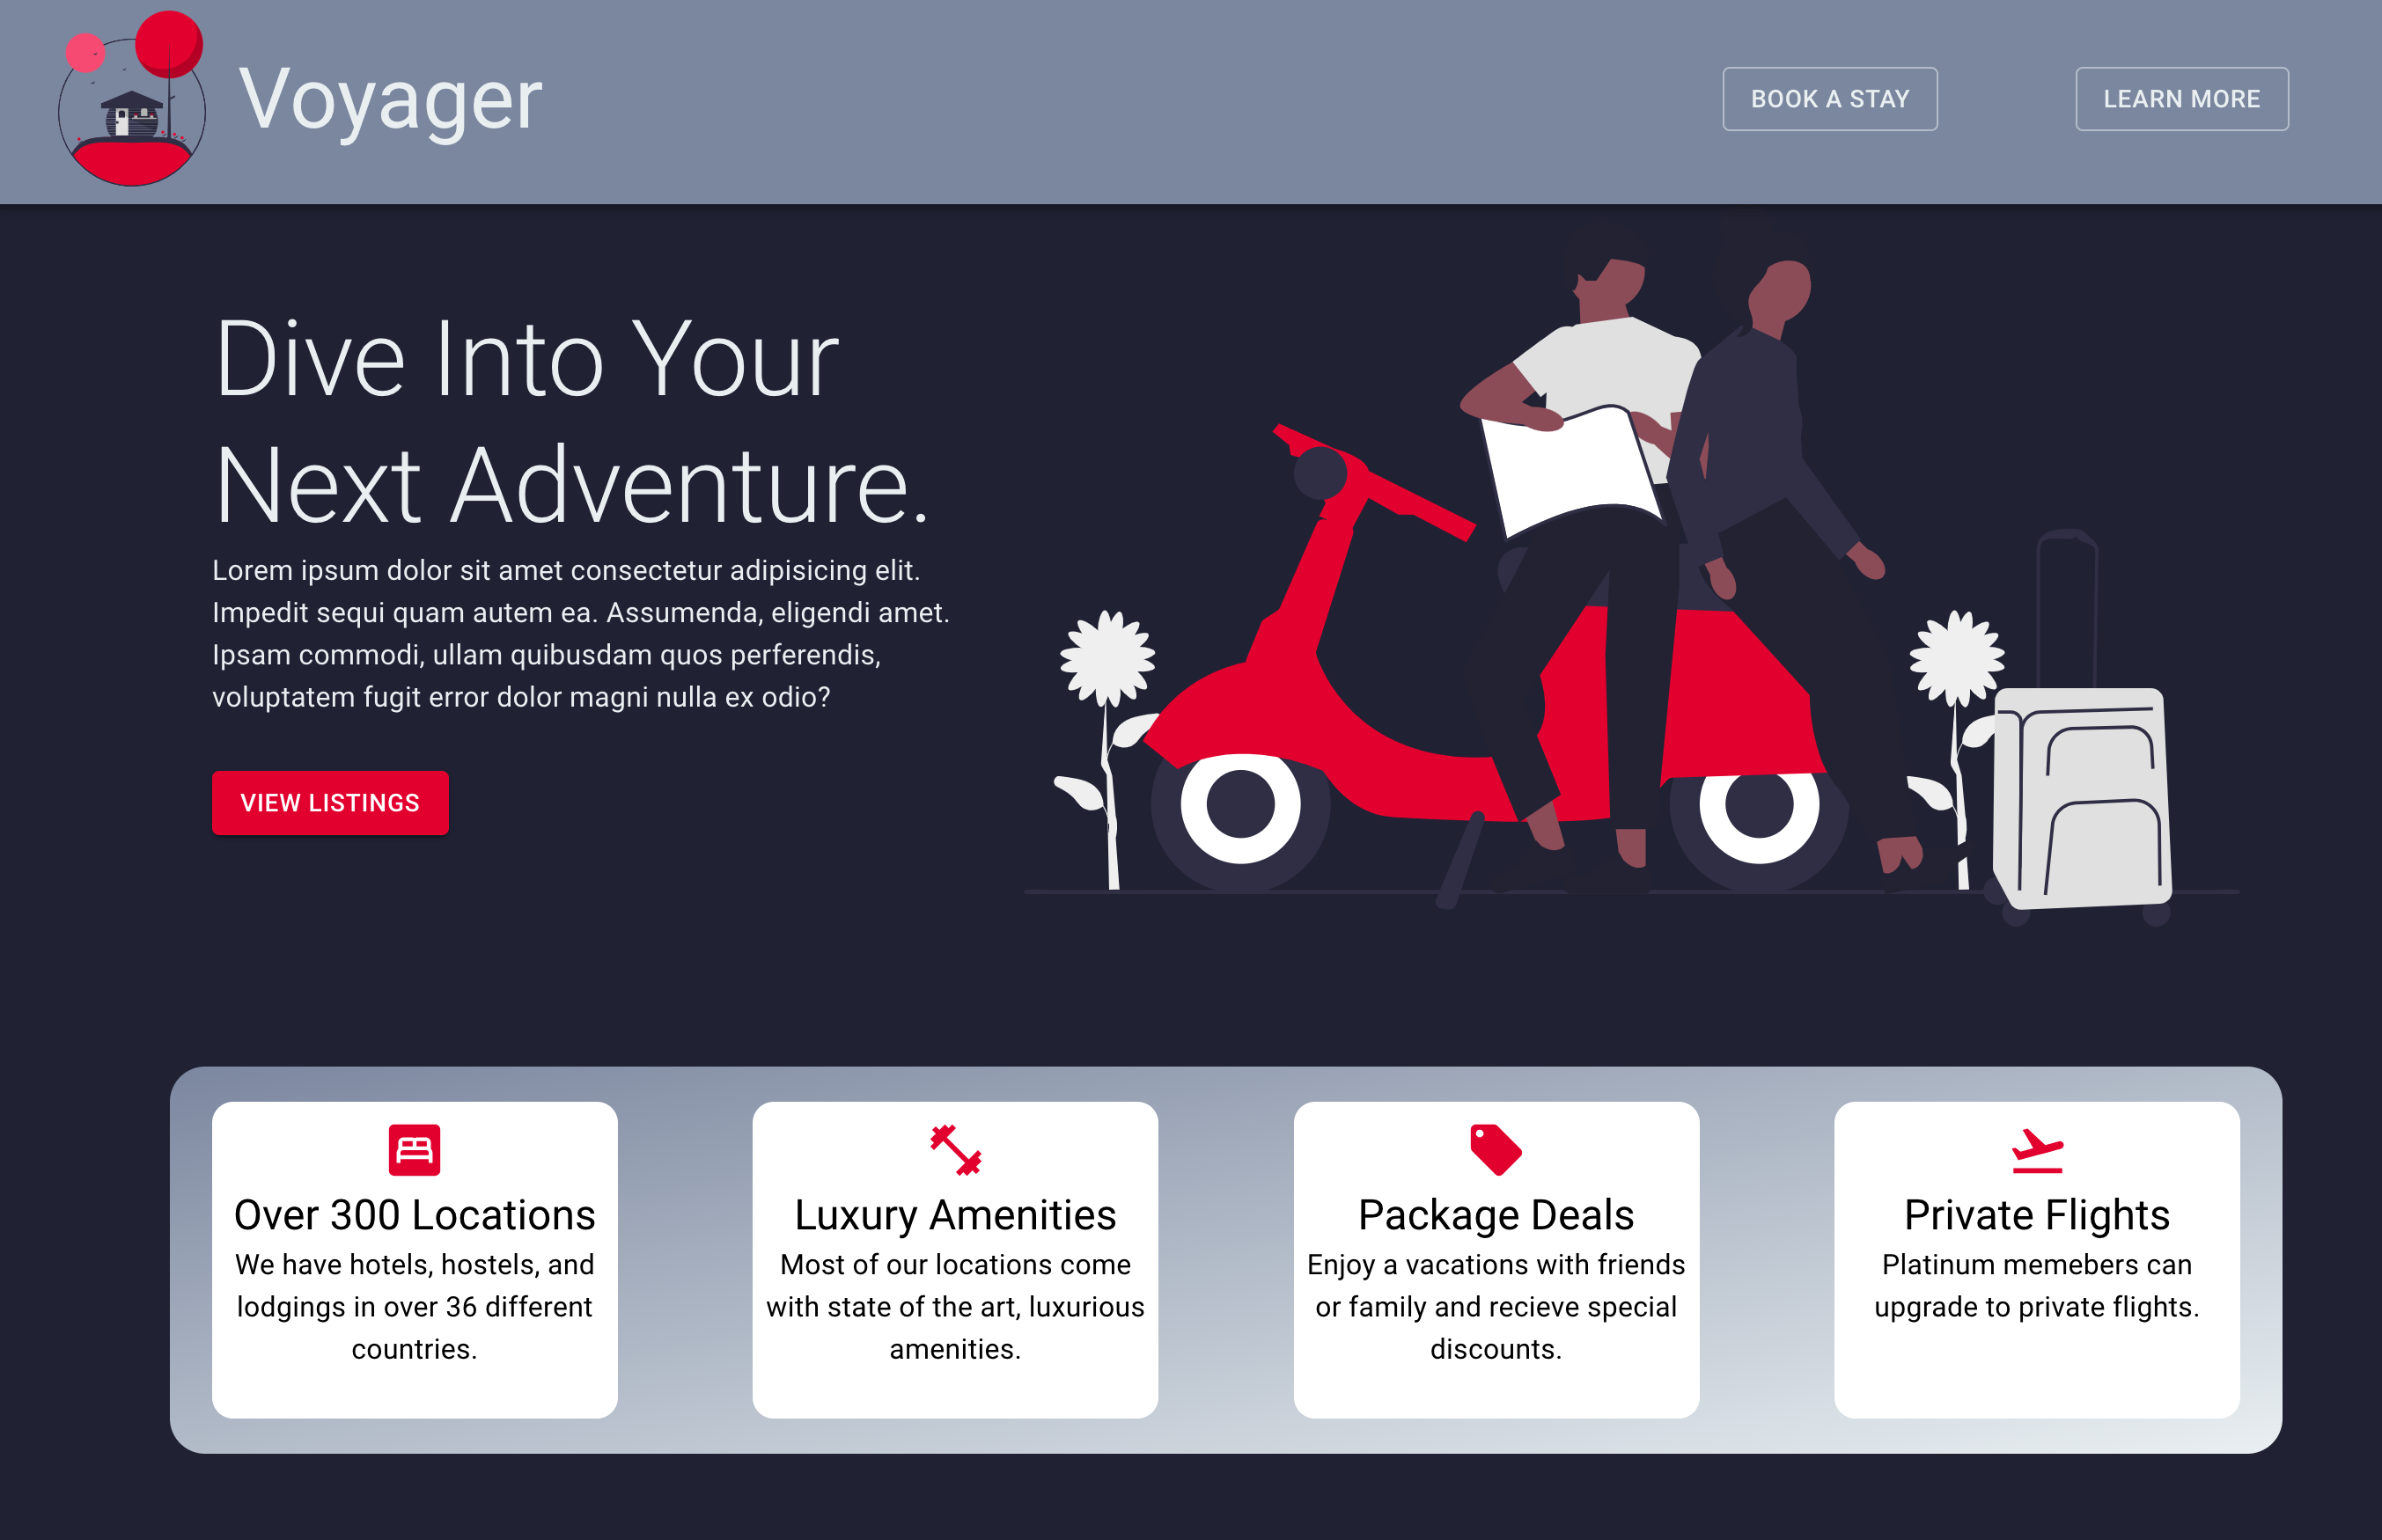 Voyager
BOOK A STAY
LEARN MORE
Dive Into Your
Next Adventure.
Lorem ipsum dolor sit amet consectetur adipisicing elit.
Impedit sequi quam autem ea. Assumenda, eligendi amet.
Ipsam commodi, ullam quibusdam quos perferendis,
voluptatem fugit error dolor magni nulla ex odio?
VIEW LISTINGS
Over 300 Locations
We have hotels, hostels, and
lodgings in over 36 different
countries.
Luxury Amenities
Most of our locations come
with state of the art, luxurious
amenities.
Package Deals
Enjoy a vacations with friends
or family and recieve special
discounts.
Private Flights
Platinum memebers can
upgrade to private flights.